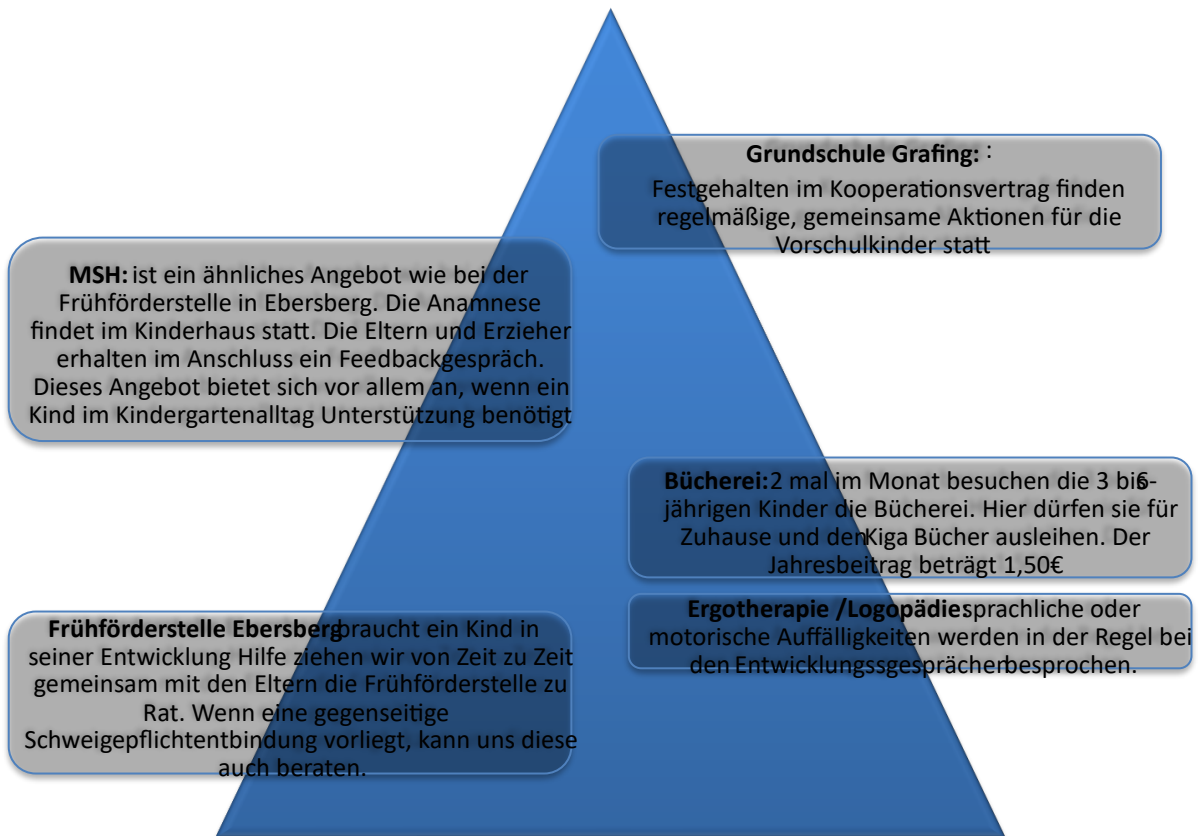 Grundschule Grafing: :
Festgehalten im Kooperationsvertrag finden
regelmäßige, gemeinsame Aktionen für die
Vorschulkinder statt
MSH: ist ein ähnliches Angebot wie bei der
Frühförderstelle in Ebersberg. Die Anamnese
findet im Kinderhaus statt. Die Eltern und Erzieher
erhalten im Anschluss ein Feedbackgespräch.
Dieses Angebot bietet sich vor allem an, wenn ein
Kind im Kindergartenalltag Unterstützung benötigt
Bücherei: 2 mal im Monat besuchen die 3 bis 6-
jährigen Kinder die Bücherei. Hier dürfen sie für
Zuhause und den Kiga Bücher ausleihen. Der
Jahresbeitrag beträgt 1,50€
Ergotherapie /Logopädie sprachliche oder
motorische Auffälligkeiten werden in der Regel bei
den Entwicklungssgesprächen besprochen.
Frühförderstelle Ebersberg braucht ein Kind in
seiner Entwicklung Hilfe ziehen wir von Zeit zu Zeit
gemeinsam mit den Eltern die Frühförderstelle zu
Rat. Wenn eine gegenseitige
Schweigepflichtentbindung vorliegt, kann uns diese
auch beraten.